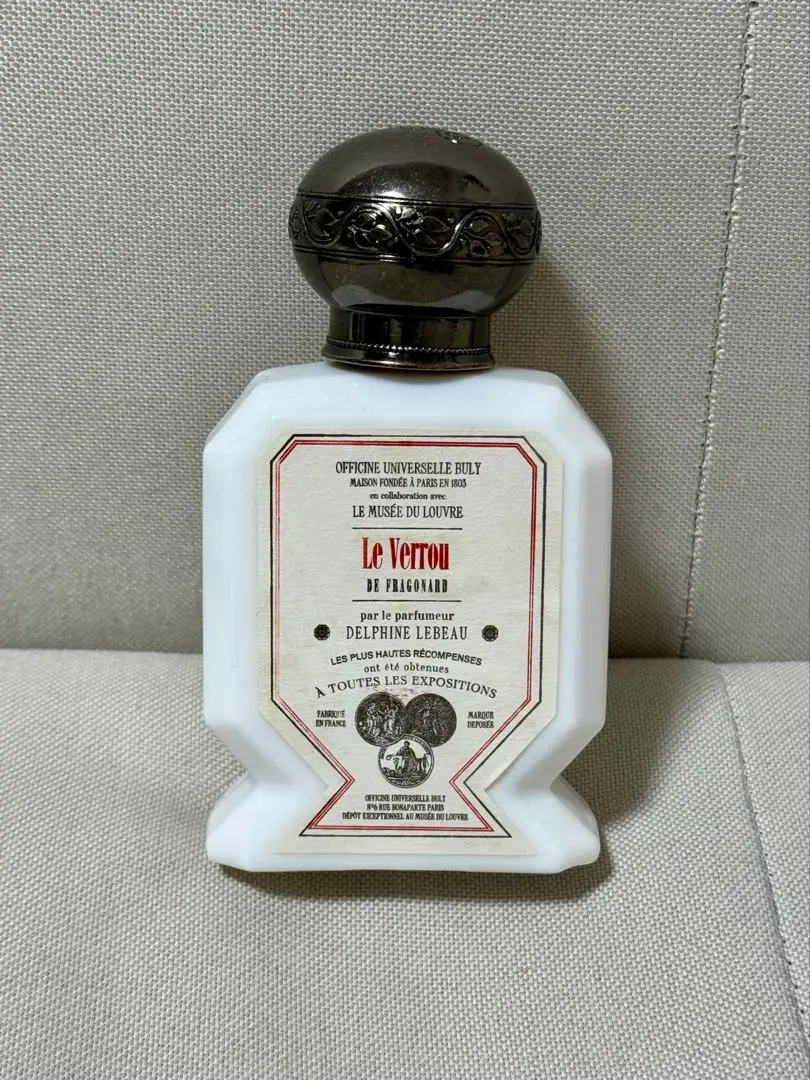 OFFICINE UNIVERSELLE BULY
MAISON FONDÉE À PARIS EN 1803
en collaboration avec
LE MUSÉE DU LOUVRE
Le Verrou
DE FRAGONARD
par le parfumeur
DELPHINE LEBEAU
LES PLUS HAUTES RÉCOMPENSES
ont été obtenues
À TOUTES LES EXPOSITIONS
FABRIQUÉ
EN FRANCE
MARQUE
DEPOSÉE
OFFICINE UNIVERSELLE BULY
Nº6 RUE BONAPARTE PARIS
DÉPÔT EXCEPTIONNEL AU MUSÉE DU LOUVRE